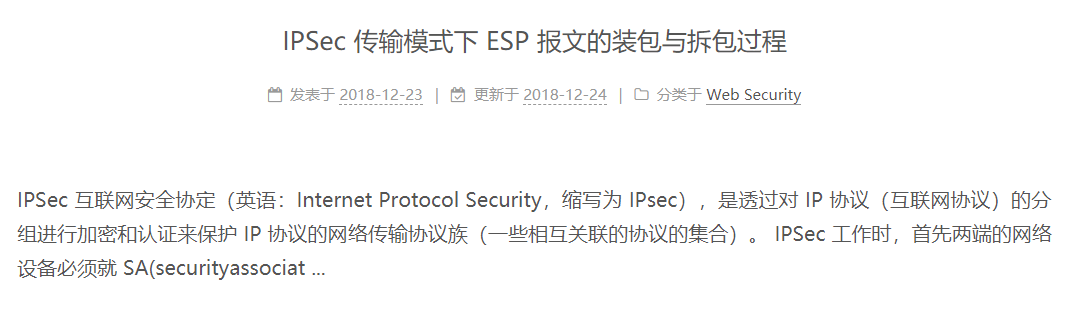 IPSec 传输模式下 ESP 报文的装包与拆包过程
发表于 2018-12-23 | 更新于 2018-12-24 | 分类于 Web Security
IPSec 互联网安全协定（英语：Internet Protocol Security，缩写为 IPsec），是透过对 IP 协议（互联网协议）的分
组进行加密和认证来保护 IP 协议的网络传输协议族（一些相互关联的协议的集合）。 IPSec 工作时，首先两端的网络
设备必须就 SA(securityassociat ...